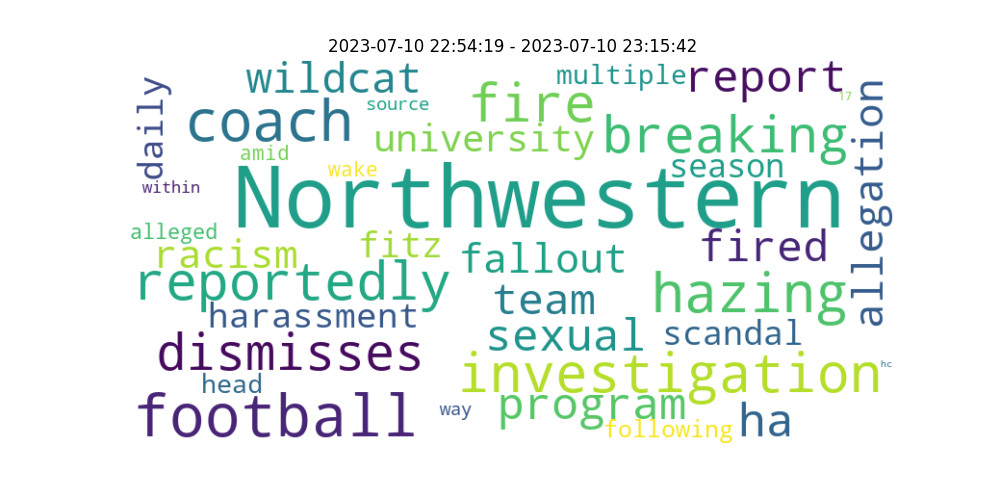 2023-07-10 22:54:19 - 2023-07-10 23:15:42
wildcat
multiple
report
daily
coach
source
fire
17
allegation
university
breaking
amid
wake
season
within
Northwestern
alleged
racism
fitz
fallout
fired
reportedly
team
hazing
harassment
sexual
scandal
dismisses
head
investigation
hc
football
way
program
following
ha